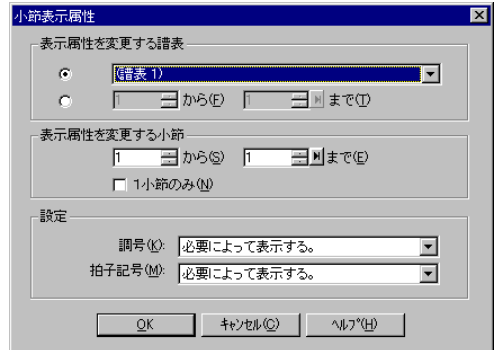 小節表示属性
表示属性を変更する譜表
(譜表 1)
1 から(F) 1 まで(T)
表示属性を変更する小節
1 から(S) 1 まで(E)
1小節のみ(N)
設定
調号(K): 必要によって表示する。
拍子記号(M): 必要によって表示する。
OK ｷｬﾝｾﾙ(C) ﾍﾙﾌﾟ(H)